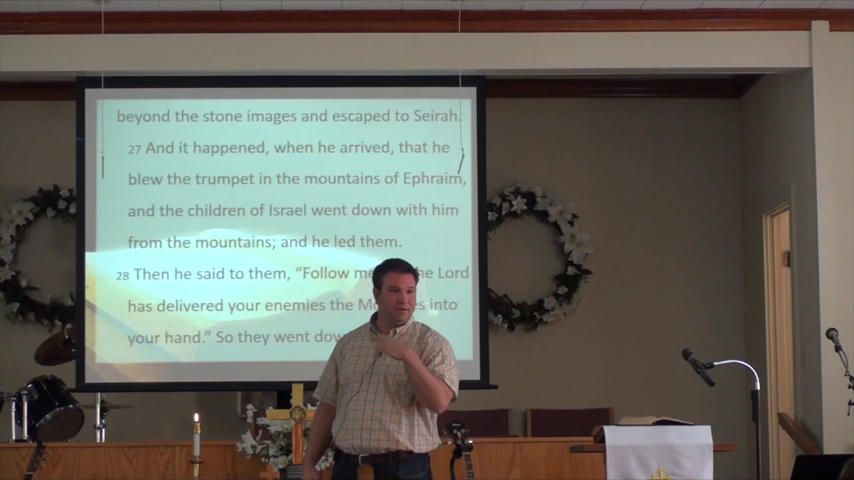 beyond the stone images and escaped to Seirah.
27 And it happened, when he arrived, that he
blew the trumpet in the mountains of Ephraim,
and the children of Israel went down with him
from the mountains; and he led them.
28 Then he said to them, “Follow me the Lord
has delivered your enemies the into
your hand.” So they went